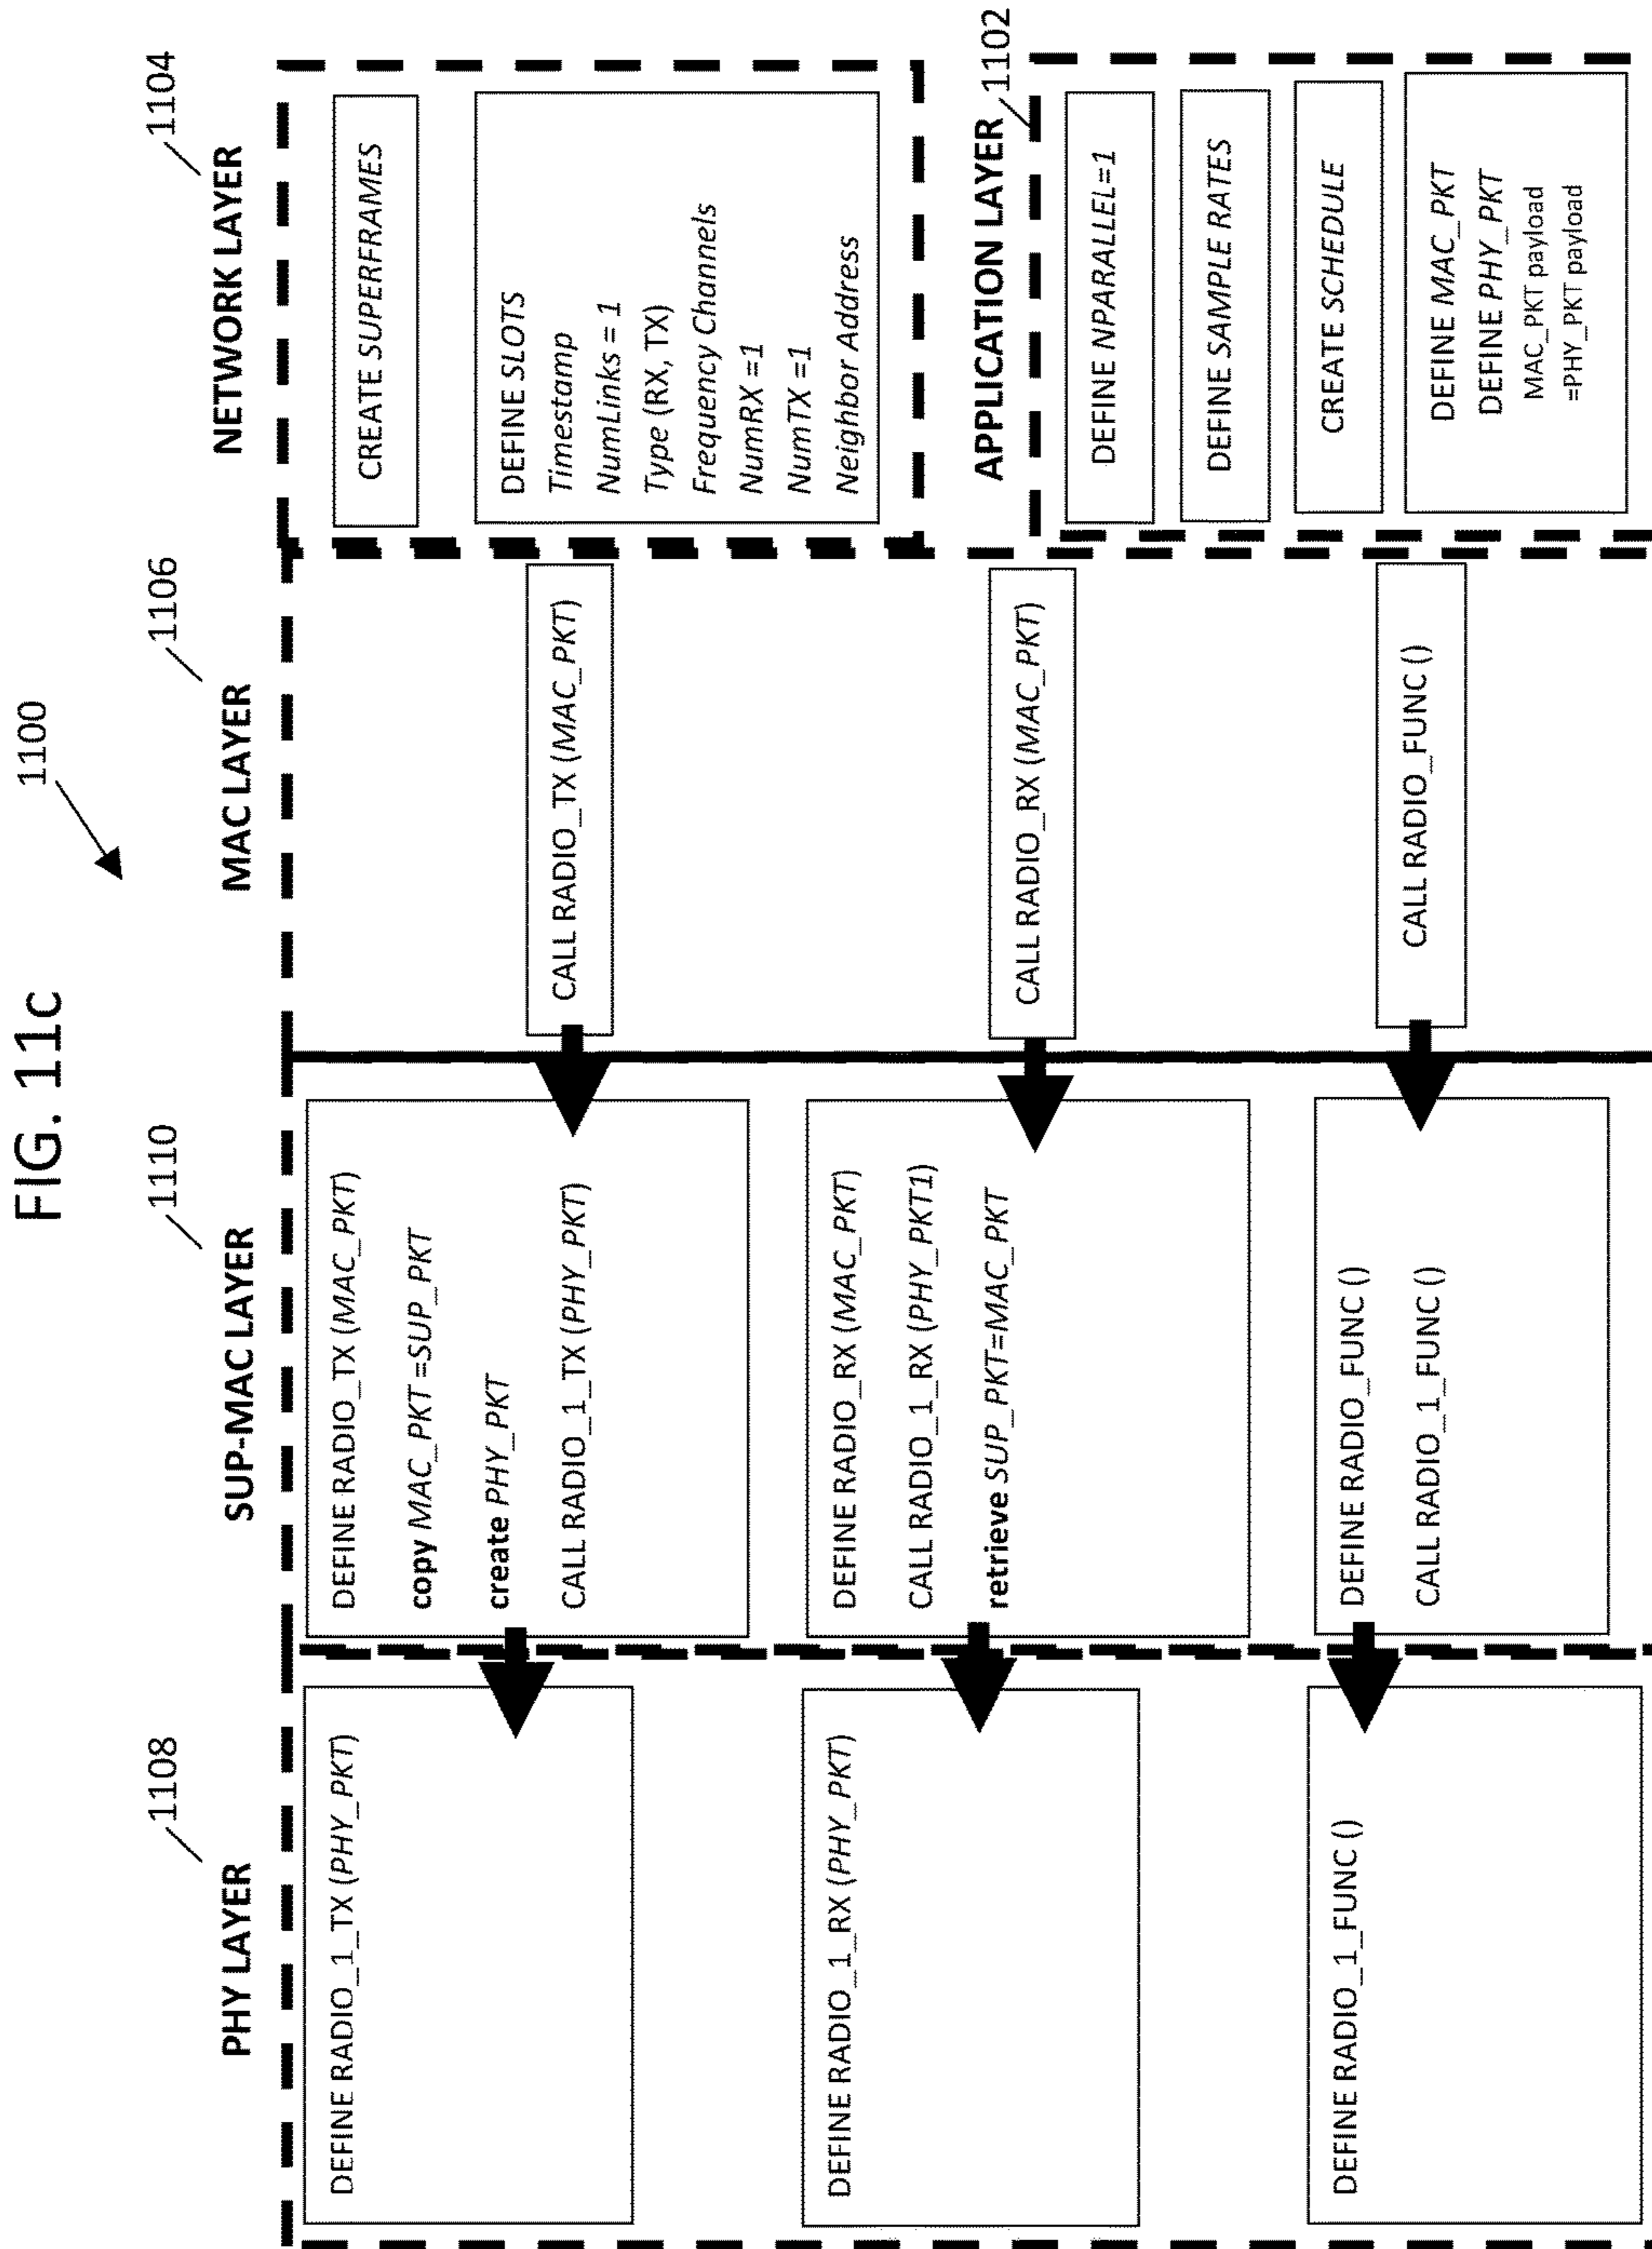 FIG. 11c
1100
PHY LAYER
1108
DEFINE RADIO_1_TX (PHY_PKT)
DEFINE RADIO_1_RX (PHY_PKT)
DEFINE RADIO_1_FUNC ()
SUP-MAC LAYER
1110
DEFINE RADIO_TX (MAC_PKT)
copy MAC_PKT=SUP_PKT
create PHY_PKT
CALL RADIO_1_TX (PHY_PKT)
DEFINE RADIO_RX (MAC_PKT)
CALL RADIO_1_RX (PHY_PKT1)
retrieve SUP_PKT=MAC_PKT
DEFINE RADIO_FUNC ()
CALL RADIO_1_FUNC ()
MAC LAYER
1106
CALL RADIO_TX (MAC_PKT)
CALL RADIO_RX (MAC_PKT)
CALL RADIO_FUNC ()
NETWORK LAYER
1104
CREATE SUPERFRAMES
DEFINE SLOTS
Timestamp
NumLinks = 1
Type (RX, TX)
Frequency Channels
NumRX =1
NumTX =1
Neighbor Address
APPLICATION LAYER
1102
DEFINE NPARALLEL=1
DEFINE SAMPLE RATES
CREATE SCHEDULE
DEFINE MAC_PKT
DEFINE PHY_PKT
MAC_PKT payload
=PHY_PKT payload